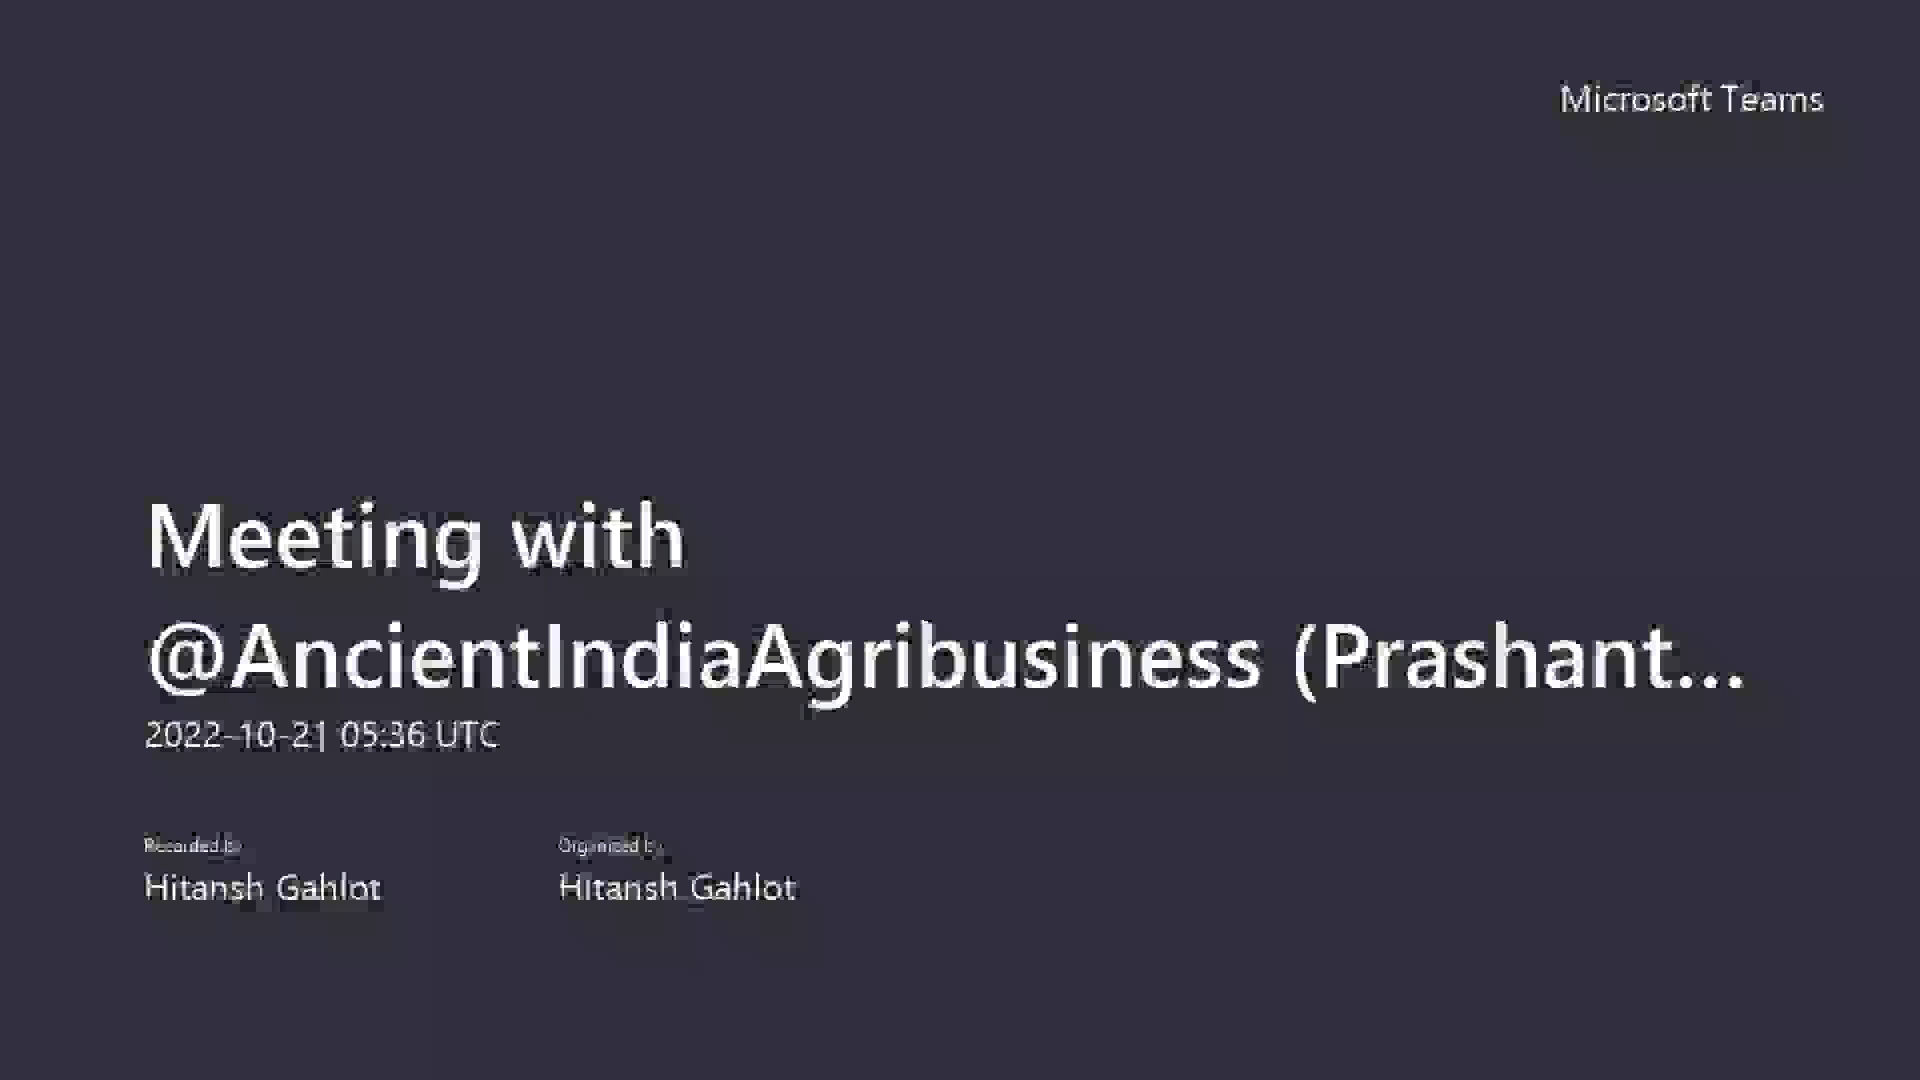 Microsoft Teams
Meeting with
@AncientIndiaAgribusiness (Prashant...
2022-10-21 05:36 UTC
Recorded by
Organized by
Hitansh Gahlot
Hitansh Gahlot